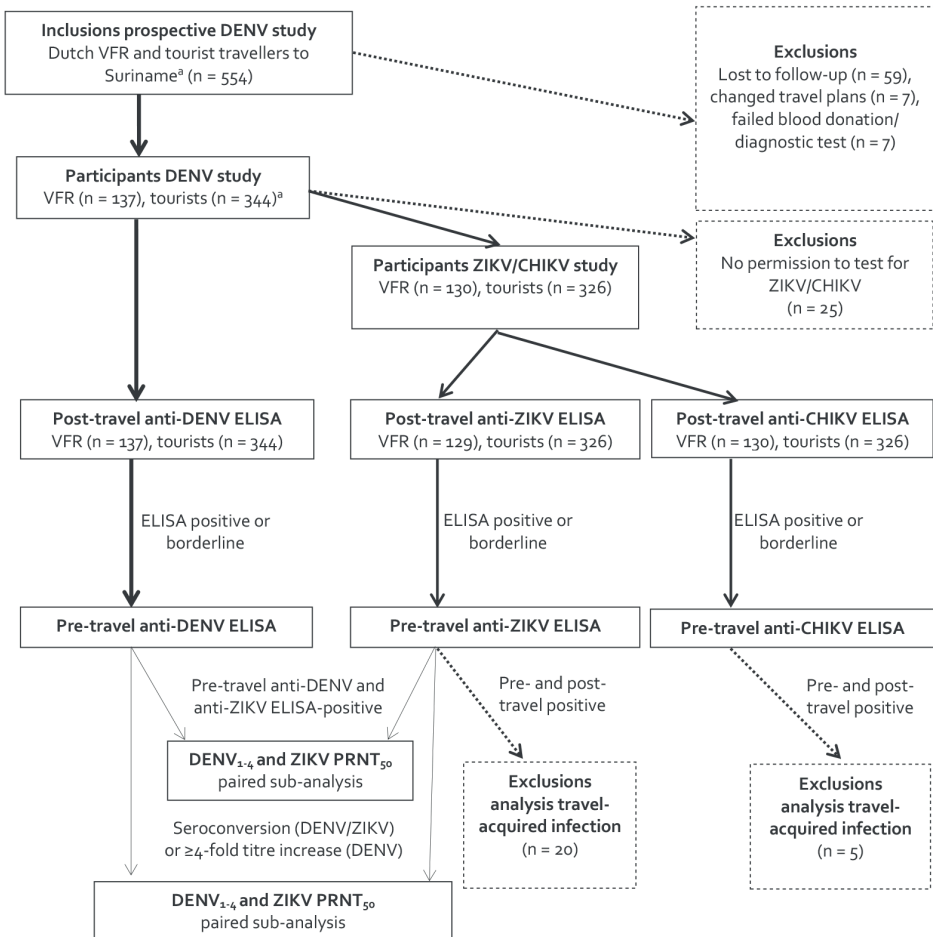 Inclusions prospective DENV study
Dutch VFR and tourist travellers to
Surinameᵃ (n = 554)
Exclusions
Lost to follow-up (n = 59),
changed travel plans (n = 7),
failed blood donation/
diagnostic test (n = 7)
Participants DENV study
VFR (n = 137), tourists (n = 344)ᵃ
Exclusions
No permission to test for
ZIKV/CHIKV
(n = 25)
Participants ZIKV/CHIKV study
VFR (n = 130), tourists (n = 326)
Post-travel anti-DENV ELISA
VFR (n = 137), tourists (n = 344)
Post-travel anti-ZIKV ELISA
VFR (n = 129), tourists (n = 326)
Post-travel anti-CHIKV ELISA
VFR (n = 130), tourists (n = 326)
ELISA positive or
borderline
ELISA positive or
borderline
ELISA positive or
borderline
Pre-travel anti-DENV ELISA
Pre-travel anti-ZIKV ELISA
Pre-travel anti-CHIKV ELISA
Pre-travel anti-DENV and
anti-ZIKV ELISA-positive
Pre- and post-
travel positive
Pre- and post-
travel positive
DENV₁₋₄ and ZIKV PRNT₅₀
paired sub-analysis
Exclusions
analysis travel-
acquired infection
(n = 20)
Exclusions
analysis travel-
acquired infection
(n = 5)
Seroconversion (DENV/ZIKV)
or ≥4-fold titre increase (DENV)
DENV₁₋₄ and ZIKV PRNT₅₀
paired sub-analysis